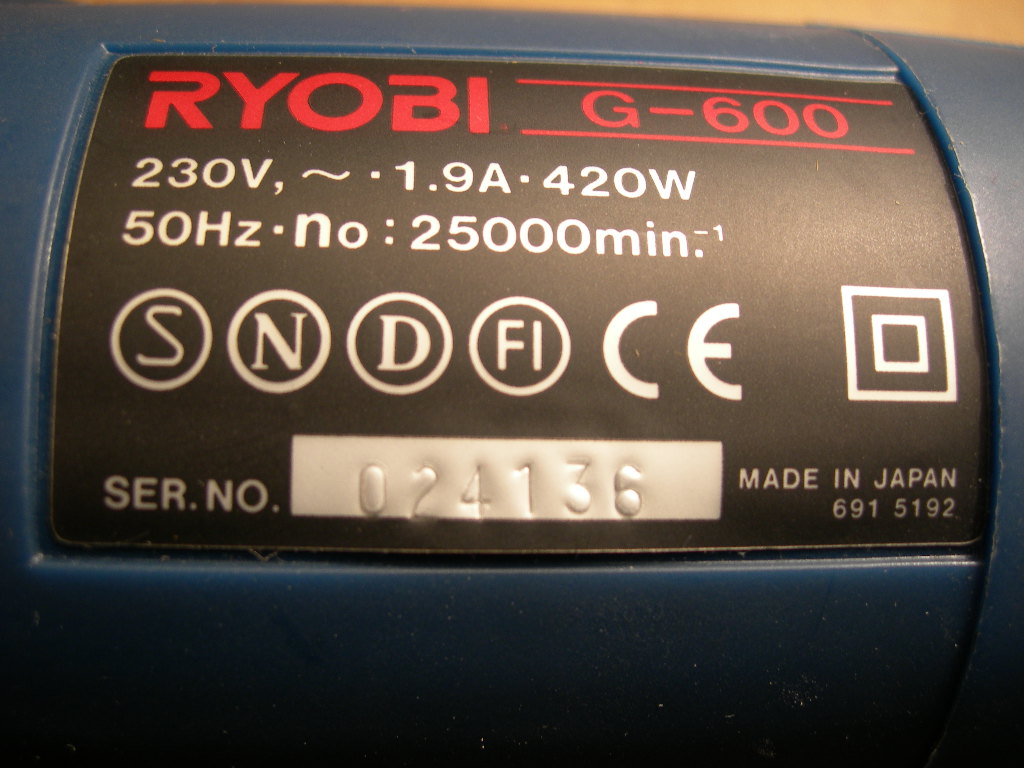 RYOBI G-600
230V, ~ · 1.9A · 420W
50Hz · no : 25000min.⁻¹
S N D FI CE
SER.NO. 024136
MADE IN JAPAN
691 5192